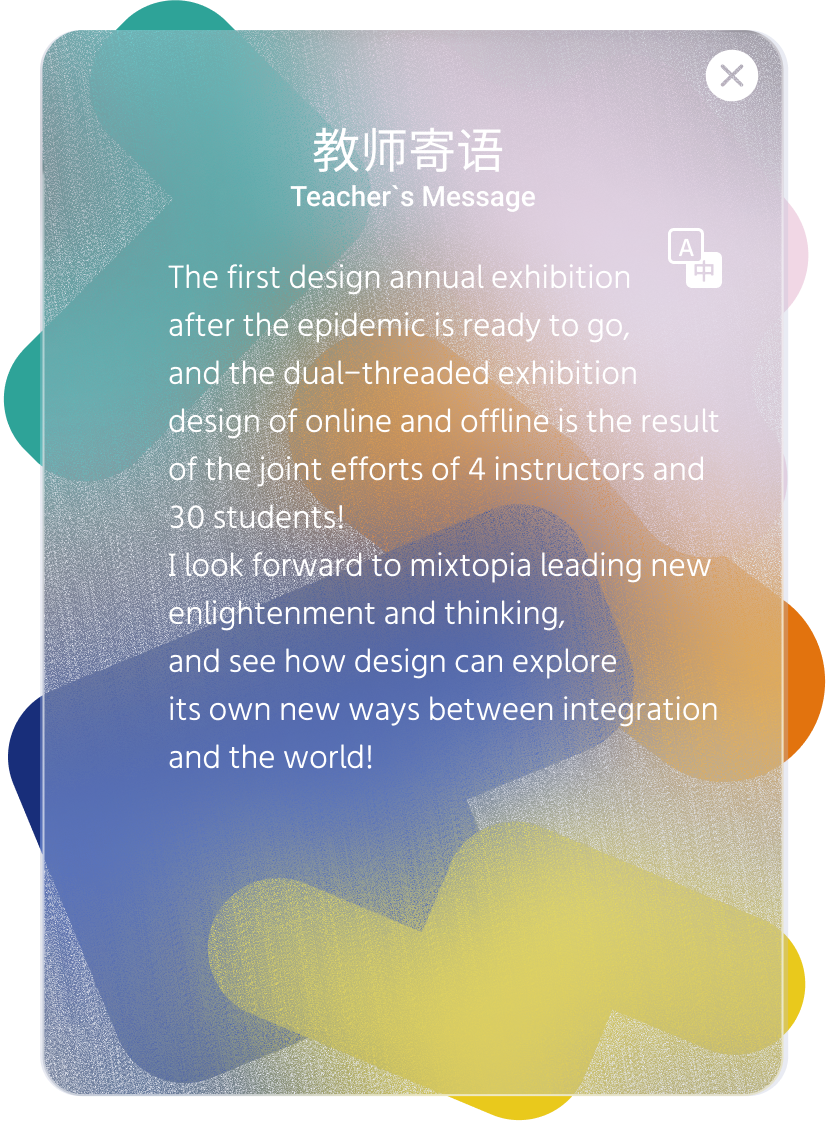 教师寄语
Teacher`s Message
A
中
The first design annual exhibition
after the epidemic is ready to go,
and the dual-threaded exhibition
design of online and offline is the result
of the joint efforts of 4 instructors and
30 students!
I look forward to mixtopia leading new
enlightenment and thinking,
and see how design can explore
its own new ways between integration
and the world!